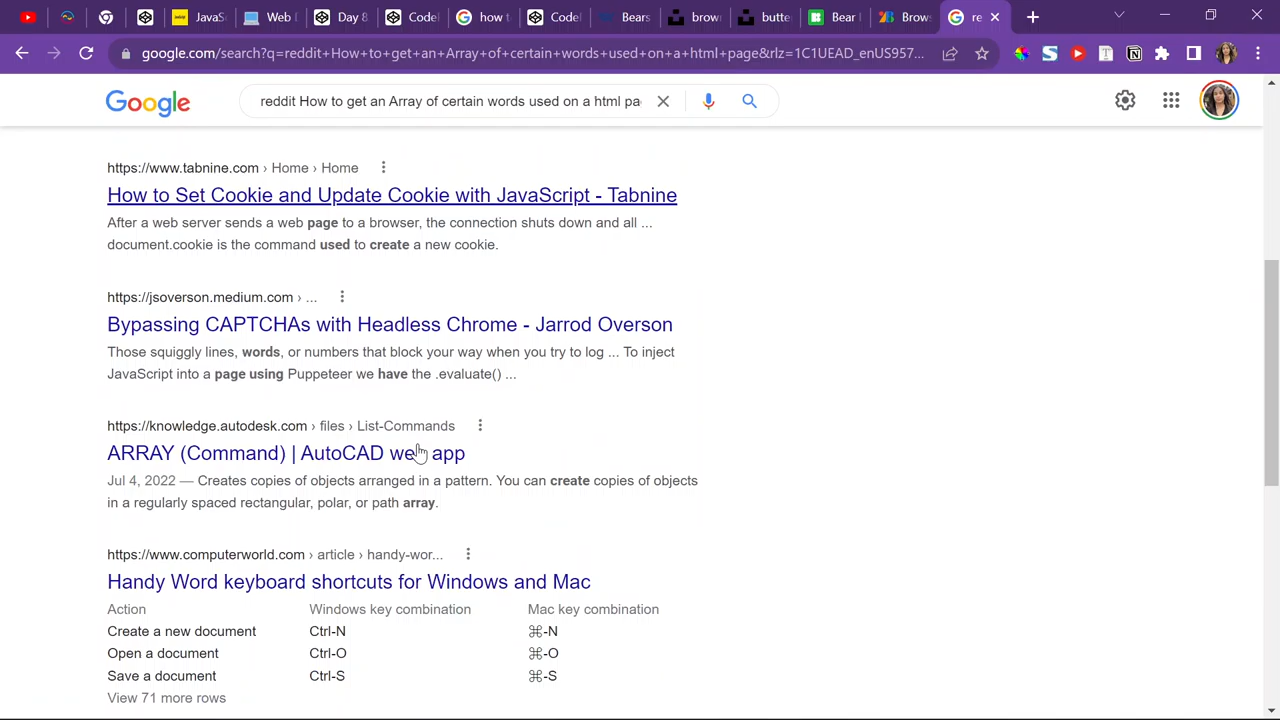 JavaS
Web D
Day 8
Codel
how t
Codel
Bears
brow
butte
Bear I
Brows
re
google.com/search?q=reddit+How+to+get+an+Array+of+certain+words+used+on+a+html+page&rlz=1C1UEAD_enUS957...
Google
reddit How to get an Array of certain words used on a html pa
https://www.tabnine.com › Home › Home
How to Set Cookie and Update Cookie with JavaScript - Tabnine
After a web server sends a web page to a browser, the connection shuts down and all ...
document.cookie is the command used to create a new cookie.
https://jsoverson.medium.com › ...
Bypassing CAPTCHAs with Headless Chrome - Jarrod Overson
Those squiggly lines, words, or numbers that block your way when you try to log ... To inject
JavaScript into a page using Puppeteer we have the .evaluate() ...
https://knowledge.autodesk.com › files › List-Commands
ARRAY (Command) | AutoCAD web app
Jul 4, 2022 — Creates copies of objects arranged in a pattern. You can create copies of objects
in a regularly spaced rectangular, polar, or path array.
https://www.computerworld.com › article › handy-wor...
Handy Word keyboard shortcuts for Windows and Mac
Action Windows key combination Mac key combination
Create a new document Ctrl-N ⌘-N
Open a document Ctrl-O ⌘-O
Save a document Ctrl-S ⌘-S
View 71 more rows